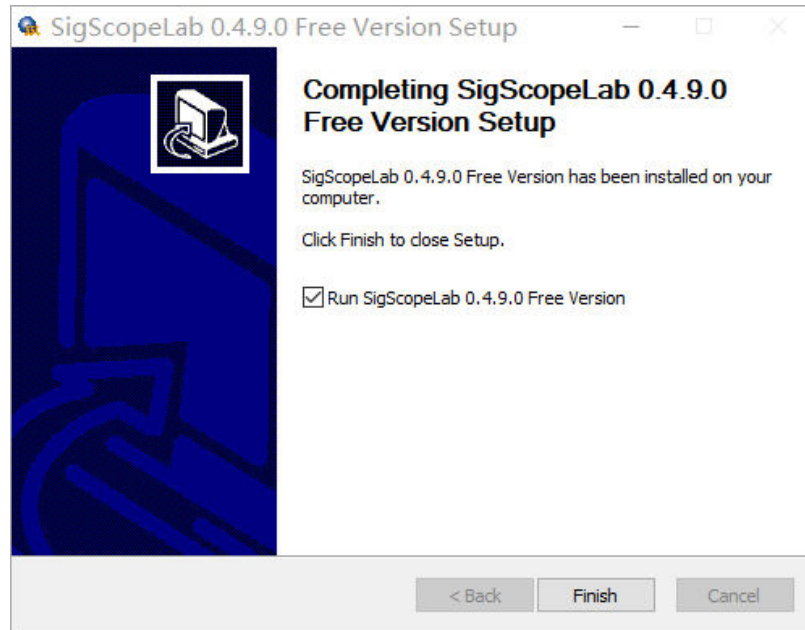 SigScopeLab 0.4.9.0 Free Version Setup
Completing SigScopeLab 0.4.9.0
Free Version Setup
SigScopeLab 0.4.9.0 Free Version has been installed on your
computer.
Click Finish to close Setup.
Run SigScopeLab 0.4.9.0 Free Version
< Back
Finish
Cancel